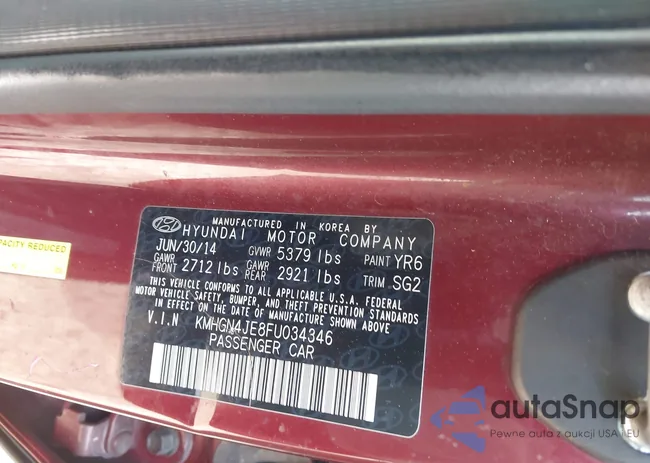 CAPACITY REDUCED
MANUFACTURED IN KOREA BY
HYUNDAI MOTOR COMPANY
JUN/30/14 GVWR 5379 lbs PAINT YR6
GAWR FRONT 2712 lbs GAWR REAR 2921 lbs TRIM SG2
THIS VEHICLE CONFORMS TO ALL APPLICABLE U.S.A. FEDERAL
MOTOR VEHICLE SAFETY, BUMPER, AND THEFT PREVENTION STANDARDS
IN EFFECT ON THE DATE OF MANUFACTURE SHOWN ABOVE.
V.I.N KMHGN4JE8FU034346
PASSENGER CAR
autaSnap
Pewne auta z aukcji USA i EU